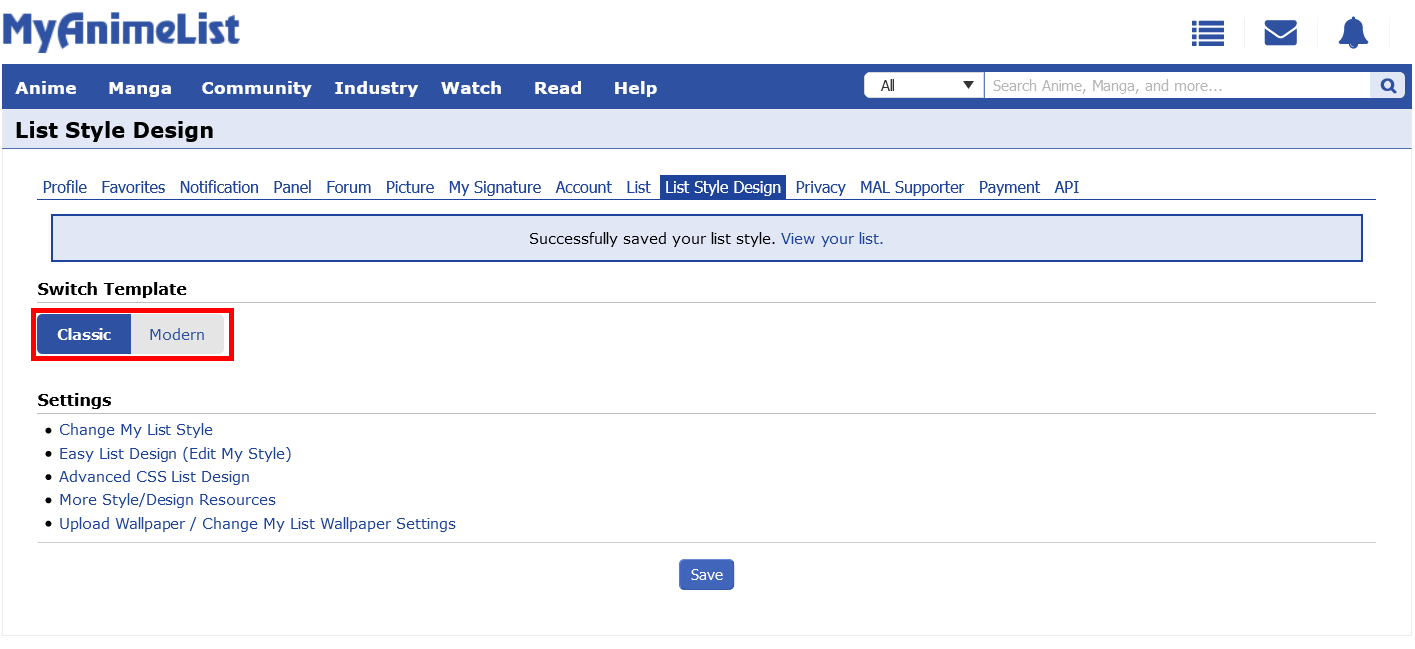 MyAnimeList
Anime Manga Community Industry Watch Read Help All Search Anime, Manga, and more...
List Style Design
Profile Favorites Notification Panel Forum Picture My Signature Account List List Style Design Privacy MAL Supporter Payment API
Successfully saved your list style. View your list.
Switch Template
Classic Modern
Settings
• Change My List Style
• Easy List Design (Edit My Style)
• Advanced CSS List Design
• More Style/Design Resources
• Upload Wallpaper / Change My List Wallpaper Settings
Save